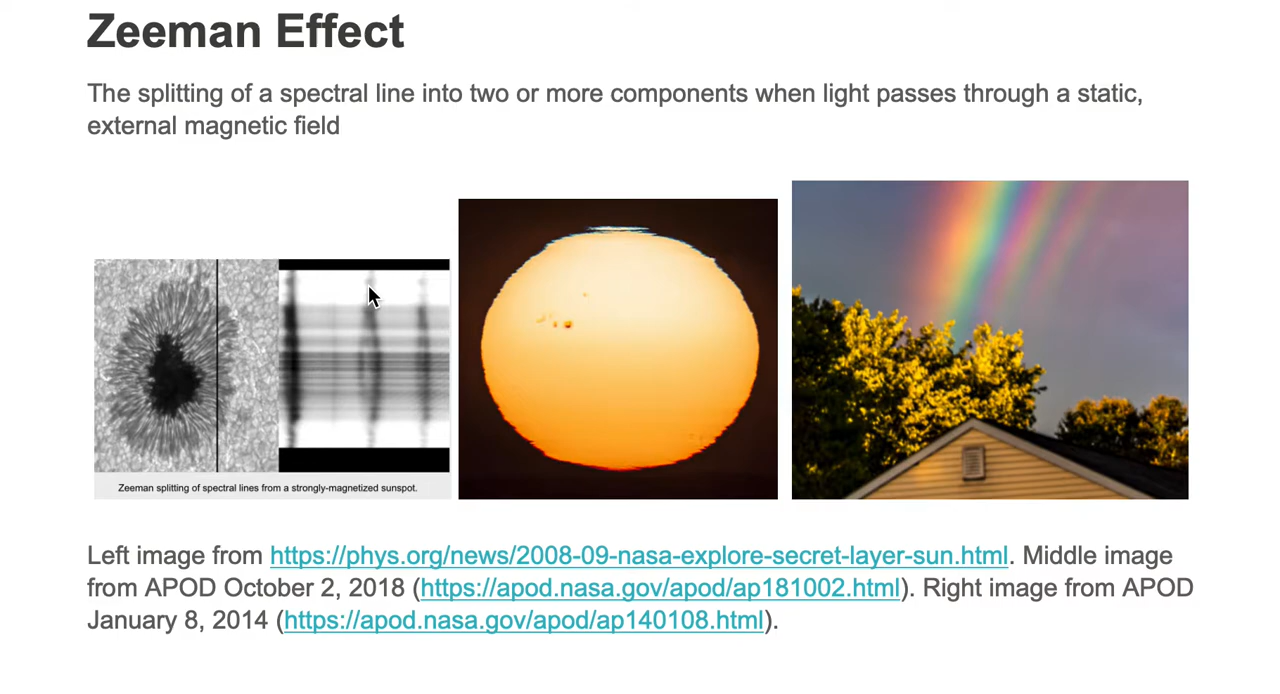 Zeeman Effect
The splitting of a spectral line into two or more components when light passes through a static,
external magnetic field
Zeeman splitting of spectral lines from a strongly-magnetized sunspot.
Left image from https://phys.org/news/2008-09-nasa-explore-secret-layer-sun.html. Middle image
from APOD October 2, 2018 (https://apod.nasa.gov/apod/ap181002.html). Right image from APOD
January 8, 2014 (https://apod.nasa.gov/apod/ap140108.html).